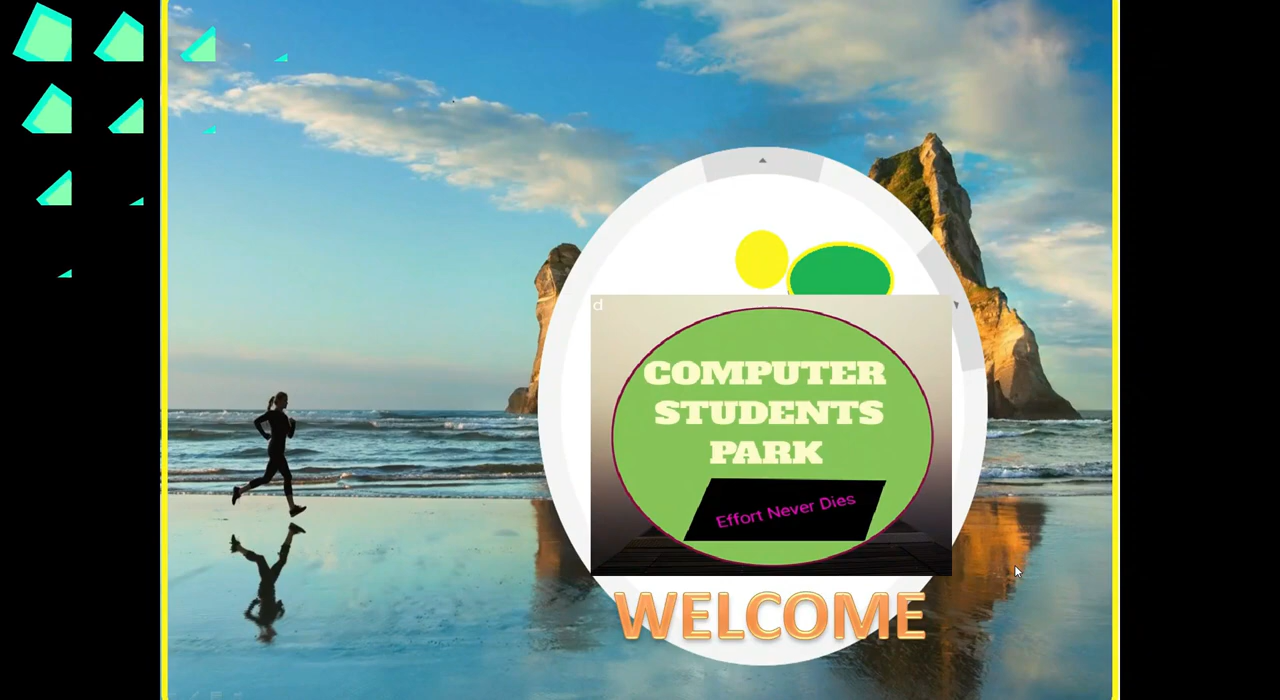 d
COMPUTER
STUDENTS
PARK
Effort Never Dies
WELCOME